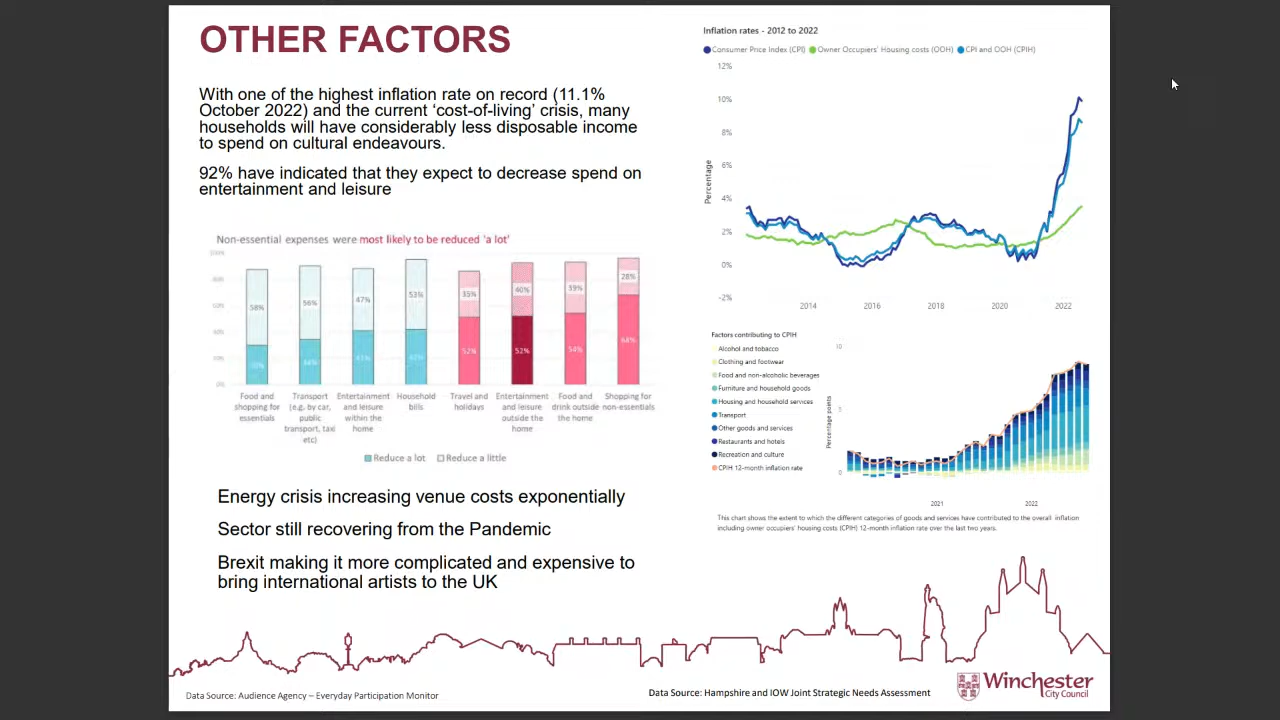 OTHER FACTORS
With one of the highest inflation rate on record (11.1%
October 2022) and the current ‘cost-of-living’ crisis, many
households will have considerably less disposable income
to spend on cultural endeavours.
92% have indicated that they expect to decrease spend on
entertainment and leisure
Non-essential expenses were most likely to be reduced 'a lot'
58%
56%
47%
53%
35%
40%
39%
28%
52%
52%
54%
68%
Food and
shopping for
essentials
Transport
(e.g. by car,
public
transport, taxi
etc)
Entertainment
and leisure
within the
home
Household
bills
Travel and
holidays
Entertainment
and leisure
outside the
home
Food and
drink outside
the home
Shopping for
non-essentials
Reduce a lot
Reduce a little
Energy crisis increasing venue costs exponentially
Sector still recovering from the Pandemic
Brexit making it more complicated and expensive to
bring international artists to the UK
Inflation rates - 2012 to 2022
Consumer Price Index (CPI)
Owner Occupiers' Housing costs (OOH)
CPI and OOH (CPIH)
12%
10%
8%
6%
4%
2%
0%
-2%
Percentage
2014
2016
2018
2020
2022
Factors contributing to CPIH
Alcohol and tobacco
Clothing and footwear
Food and non-alcoholic beverages
Furniture and household goods
Housing and household services
Transport
Other goods and services
Restaurants and hotels
Recreation and culture
CPIH 12-month inflation rate
10
5
0
Percentage points
2021
2022
This chart shows the extent to which the different categories of goods and services have contributed to the overall inflation
including owner occupiers' housing costs (CPIH) 12-month inflation rate over the last two years.
Data Source: Audience Agency – Everyday Participation Monitor
Data Source: Hampshire and IOW Joint Strategic Needs Assessment
Winchester
City Council